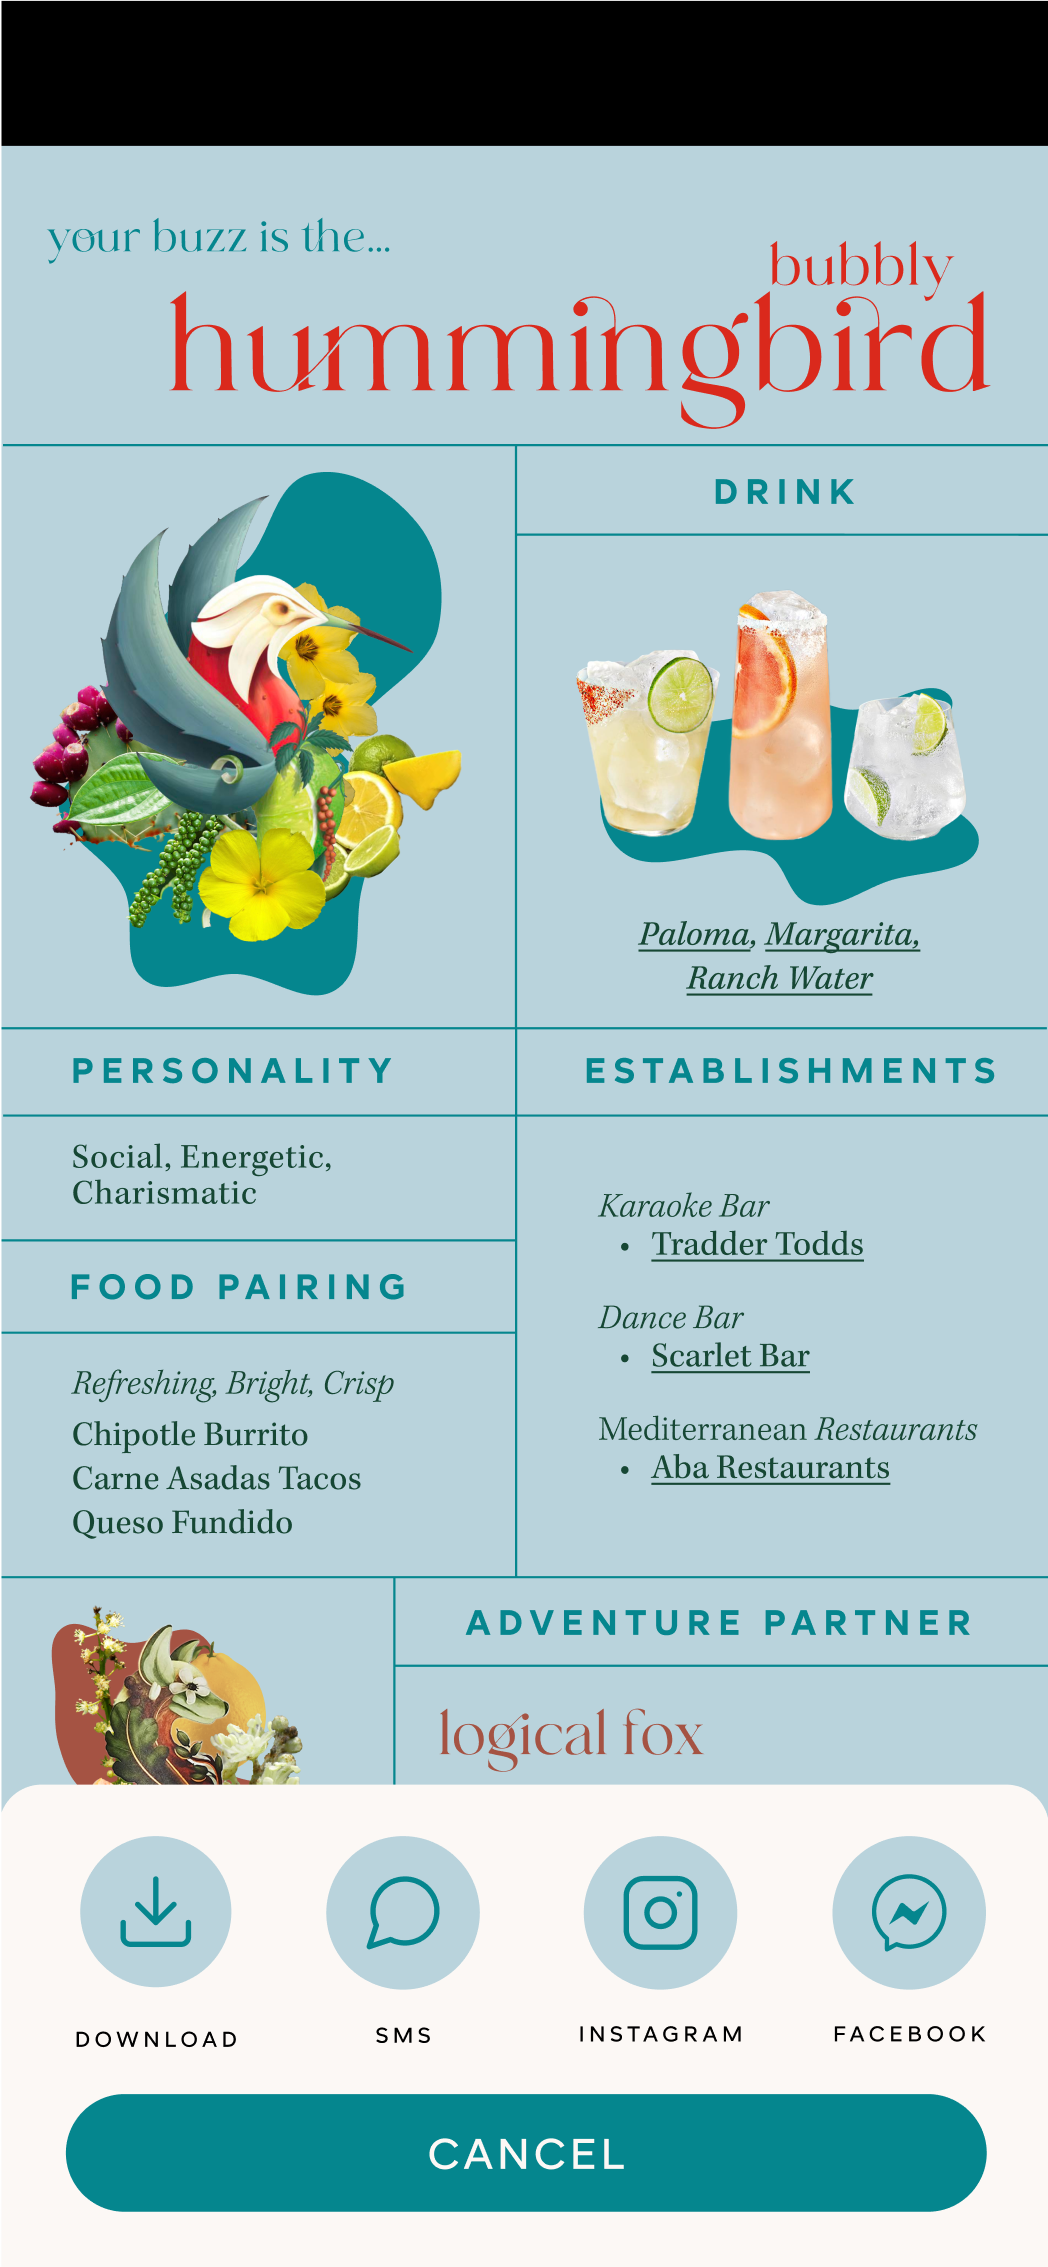 your buzz is the...
bubbly
hummingbird
DRINK
Paloma, Margarita,
Ranch Water
PERSONALITY
Social, Energetic,
Charismatic
FOOD PAIRING
Refreshing, Bright, Crisp
Chipotle Burrito
Carne Asadas Tacos
Queso Fundido
ESTABLISHMENTS
Karaoke Bar
• Tradder Todds
Dance Bar
• Scarlet Bar
Mediterranean Restaurants
• Aba Restaurants
ADVENTURE PARTNER
logical fox
DOWNLOAD
SMS
INSTAGRAM
FACEBOOK
CANCEL